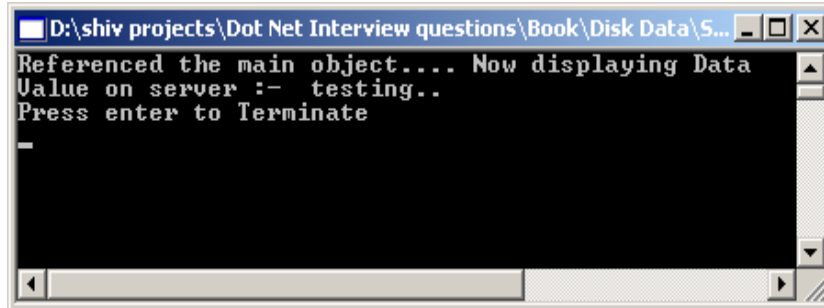 D:\shiv projects\Dot Net Interview questions\Book\Disk Data\S...
Referenced the main object.... Now displaying Data
Value on server :-  testing..
Press enter to Terminate